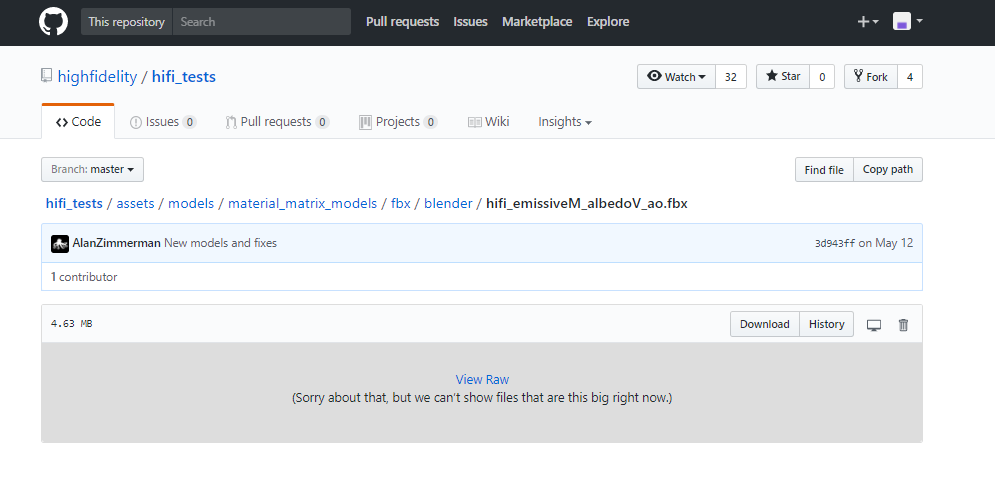 This repository Search Pull requests Issues Marketplace Explore
highfidelity / hifi_tests Watch 32 Star 0 Fork 4
Code Issues 0 Pull requests 0 Projects 0 Wiki Insights
Branch: master Find file Copy path
hifi_tests / assets / models / material_matrix_models / fbx / blender / hifi_emissiveM_albedoV_ao.fbx
AlanZimmerman New models and fixes 3d943ff on May 12
1 contributor
4.63 MB Download History
View Raw
(Sorry about that, but we can't show files that are this big right now.)